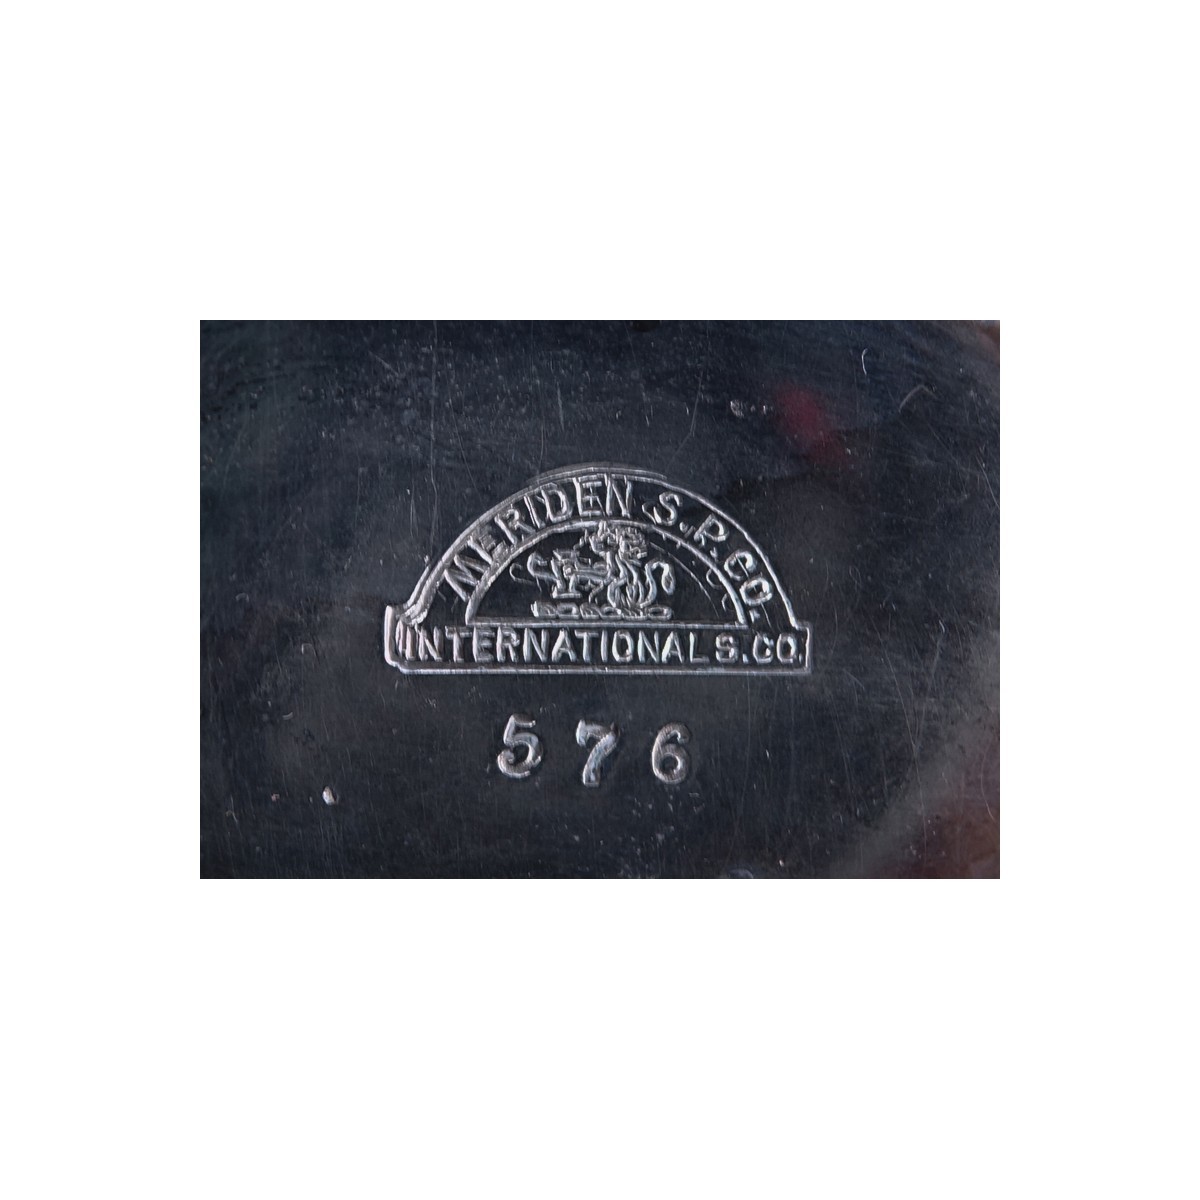 MERIDEN S.P. CO.
INTERNATIONAL S. CO.
576